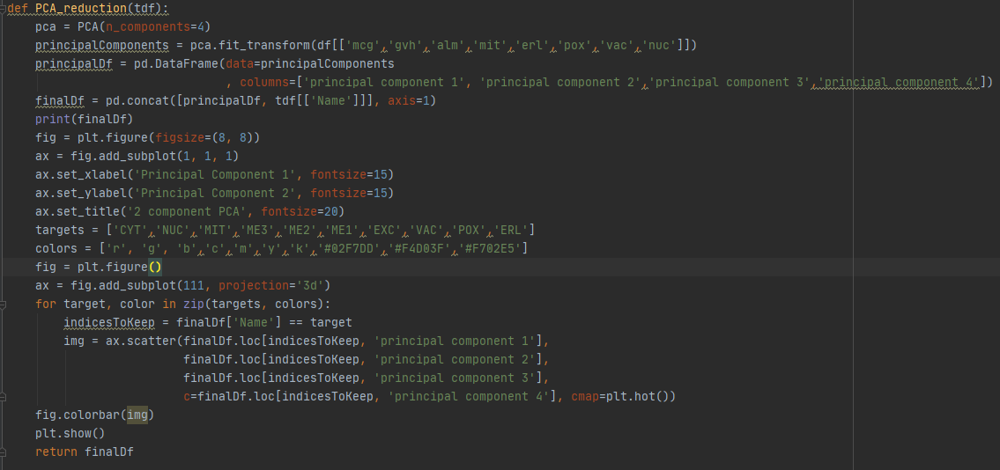 def PCA_reduction(tdf):
    pca = PCA(n_components=4)
    principalComponents = pca.fit_transform(df[['mcg','gvh','alm','mit','erl','pox','vac','nuc']])
    principalDf = pd.DataFrame(data=principalComponents
                               , columns=['principal component 1', 'principal component 2','principal component 3','principal component 4'])
    finalDf = pd.concat([principalDf, tdf[['Name']]], axis=1)
    print(finalDf)
    fig = plt.figure(figsize=(8, 8))
    ax = fig.add_subplot(1, 1, 1)
    ax.set_xlabel('Principal Component 1', fontsize=15)
    ax.set_ylabel('Principal Component 2', fontsize=15)
    ax.set_title('2 component PCA', fontsize=20)
    targets = ['CYT','NUC','MIT','ME3','ME2','ME1','EXC','VAC','POX','ERL']
    colors = ['r', 'g', 'b','c','m','y','k','#02F7DD','#F4D03F','#F702E5']
    fig = plt.figure()
    ax = fig.add_subplot(111, projection='3d')
    for target, color in zip(targets, colors):
        indicesToKeep = finalDf['Name'] == target
        img = ax.scatter(finalDf.loc[indicesToKeep, 'principal component 1'],
                         finalDf.loc[indicesToKeep, 'principal component 2'],
                         finalDf.loc[indicesToKeep, 'principal component 3'],
                         c=finalDf.loc[indicesToKeep, 'principal component 4'], cmap=plt.hot())
    fig.colorbar(img)
    plt.show()
    return finalDf